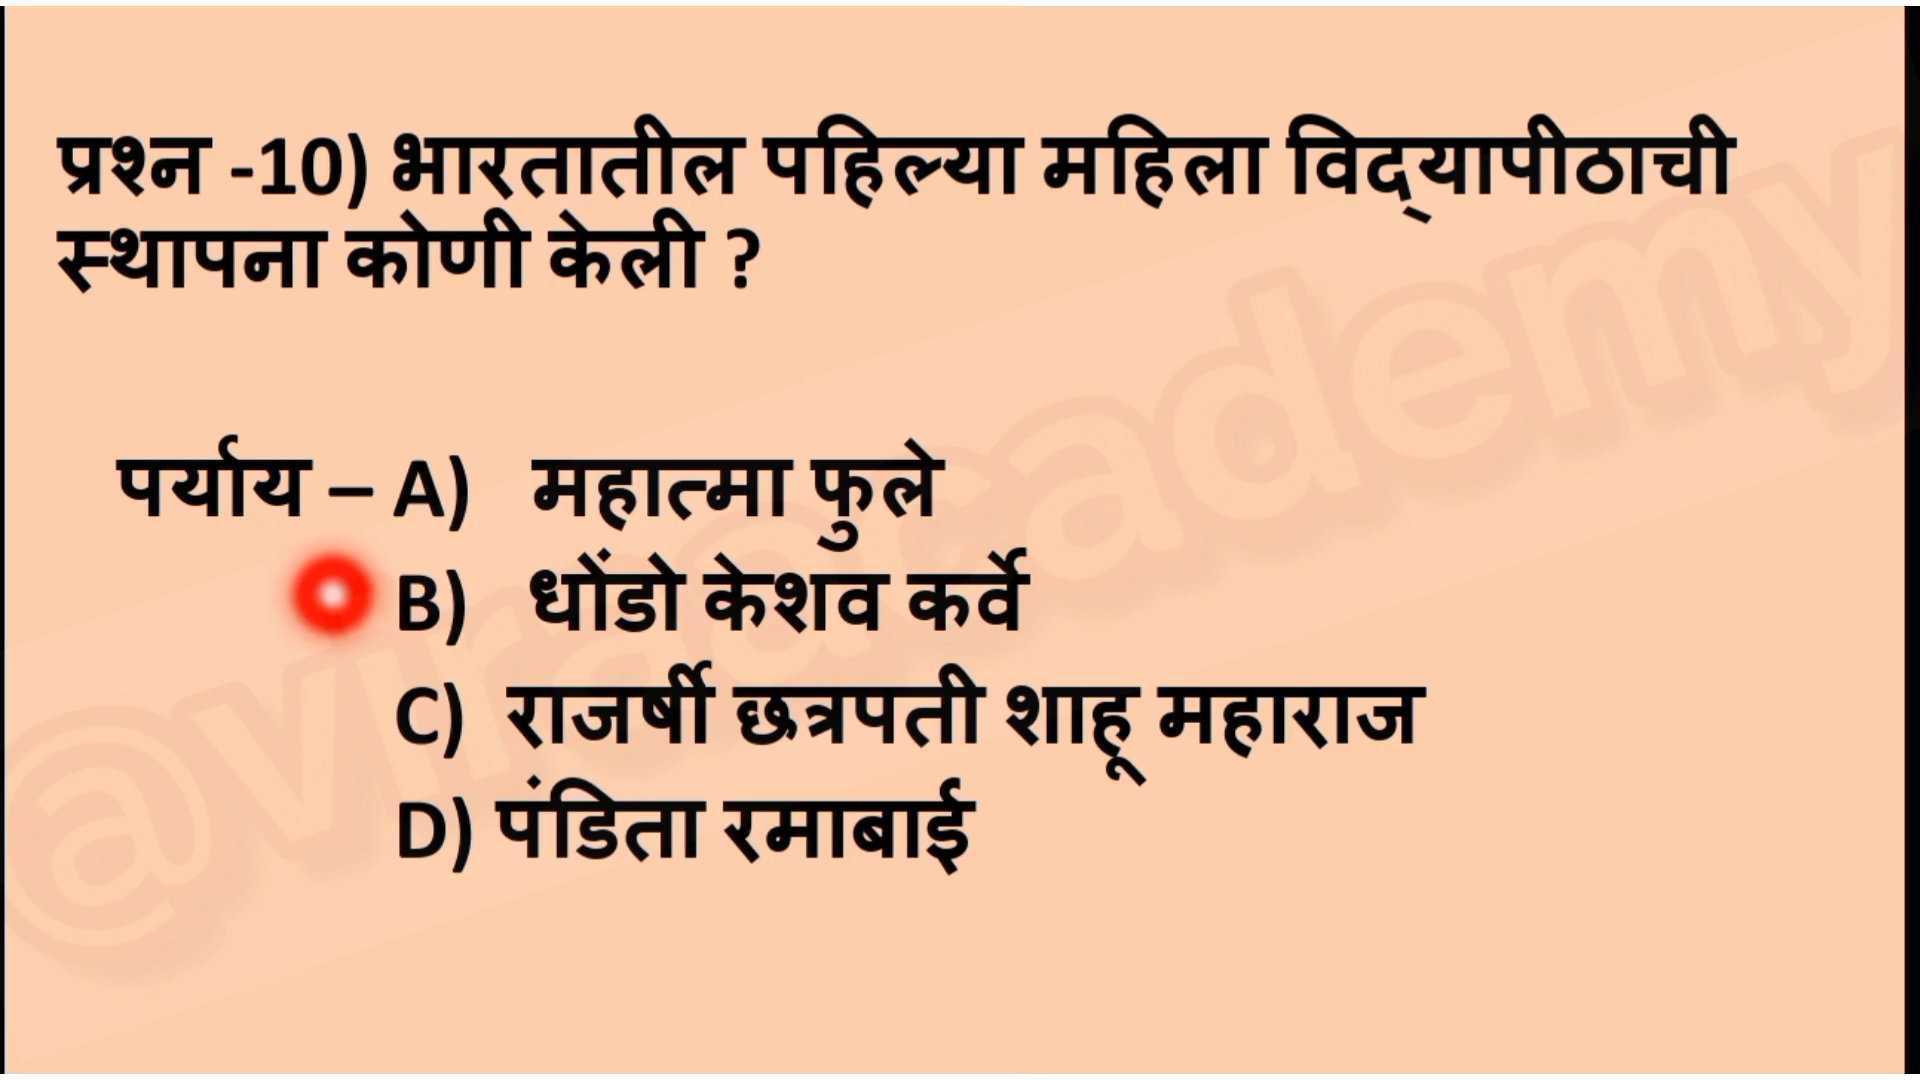 प्रश्न -10) भारतातील पहिल्या महिला विद्‌यापीठाची
स्थापना कोणी केली ?
पर्याय – A) महात्मा फुले
B) धोंडो केशव कर्वे
C) राजर्षी छत्रपती शाहू महाराज
D) पंडिता रमाबाई